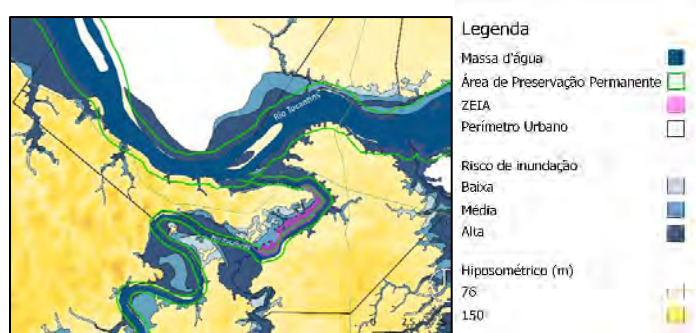 Rio Tocantins
Legenda
Massa d'água
Área de Preservação Permanente
ZEIA
Perímetro Urbano
Risco de inundação
Baixa
Média
Alta
Hiposométrico (m)
76
150